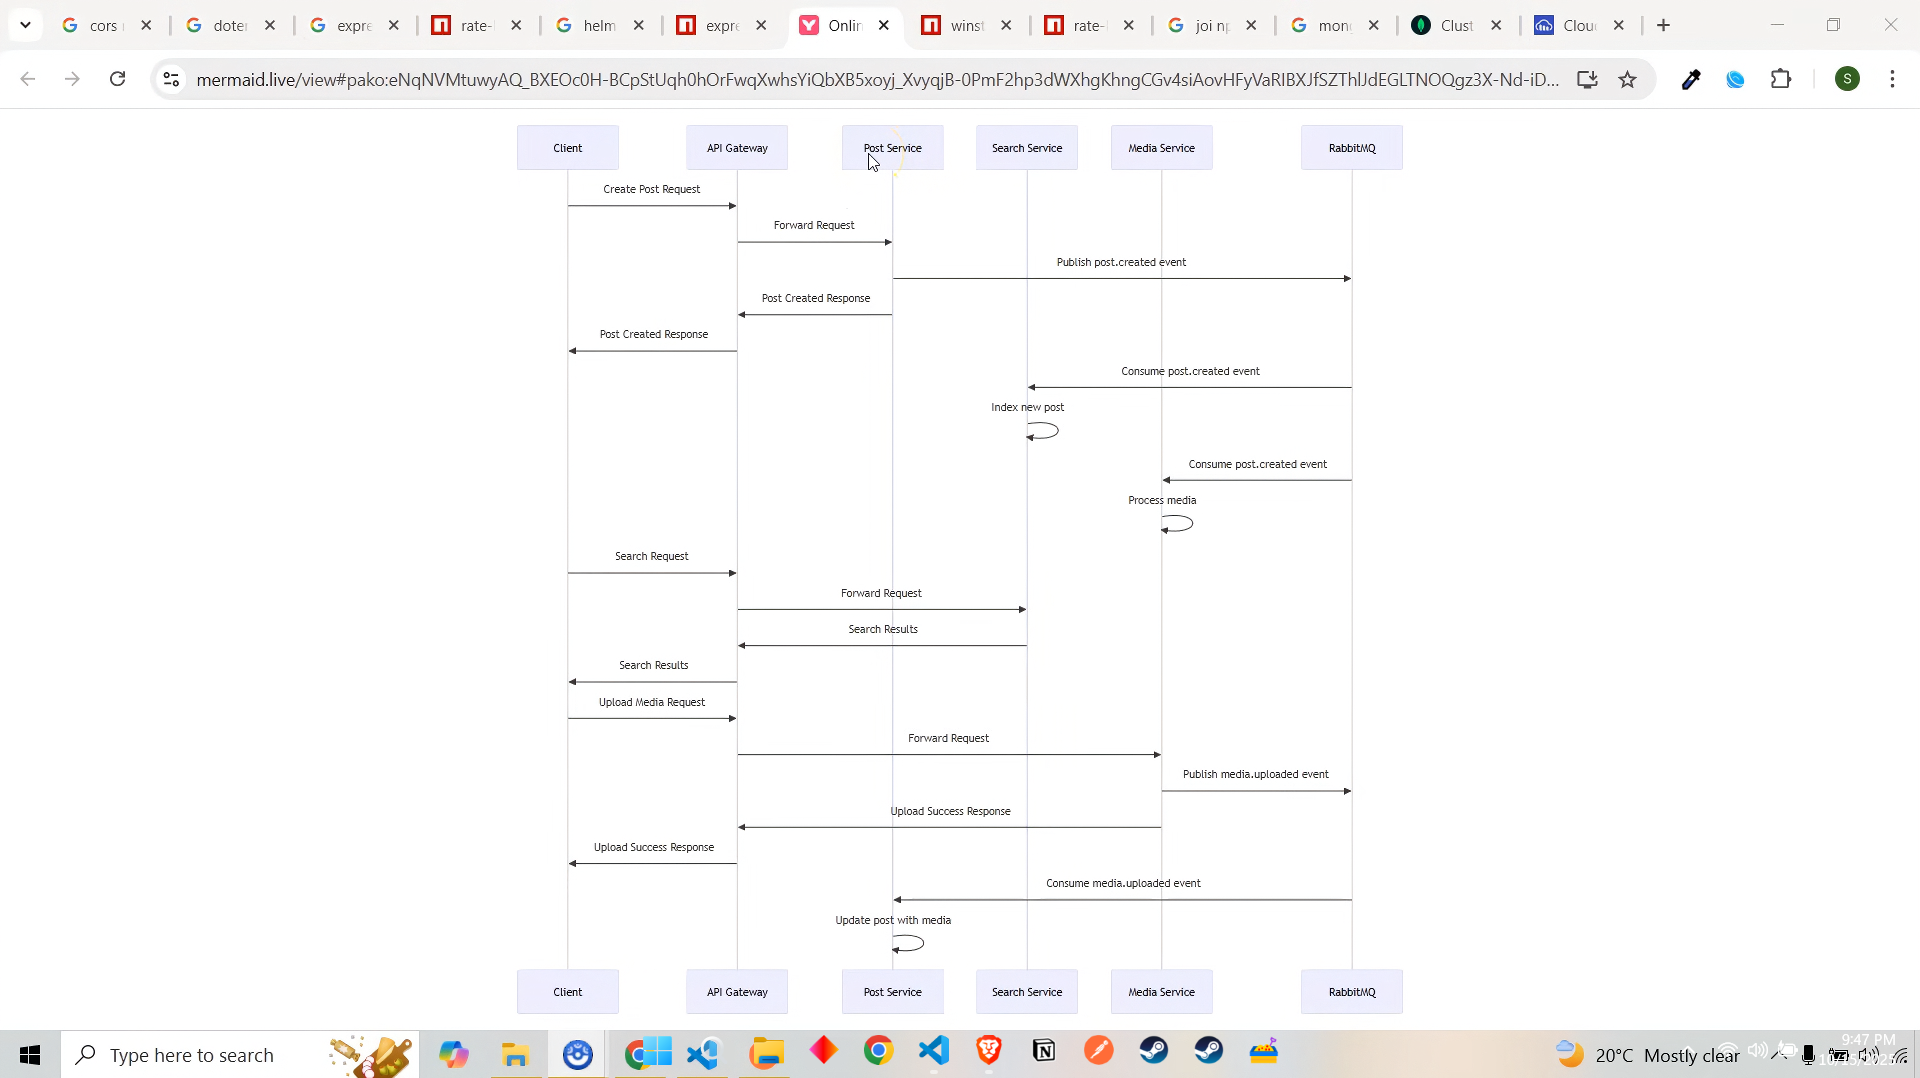 cors
doter
expre
rate-
helm
expre
Onlin
winst
rate-
joi np
mong
Clust
Clou
mermaid.live/view#pako:eNqNVMtuwyAQ_BXEOc0H-BCpStUqh0hOrFwqXwhsYiQbXB5xoyj_XvyqjB-0PmF2hp3dWXhgKhngCGv4siAovHFyVaRIBXJfSZThlJdEGLTNOQgz3X-Nd-iD...
S
Client
API Gateway
Post Service
Search Service
Media Service
RabbitMQ
Create Post Request
Forward Request
Publish post.created event
Post Created Response
Post Created Response
Consume post.created event
Index new post
Consume post.created event
Process media
Search Request
Forward Request
Search Results
Search Results
Upload Media Request
Forward Request
Publish media.uploaded event
Upload Success Response
Upload Success Response
Consume media.uploaded event
Update post with media
Client
API Gateway
Post Service
Search Service
Media Service
RabbitMQ
Type here to search
20°C Mostly clear
9:47 PM